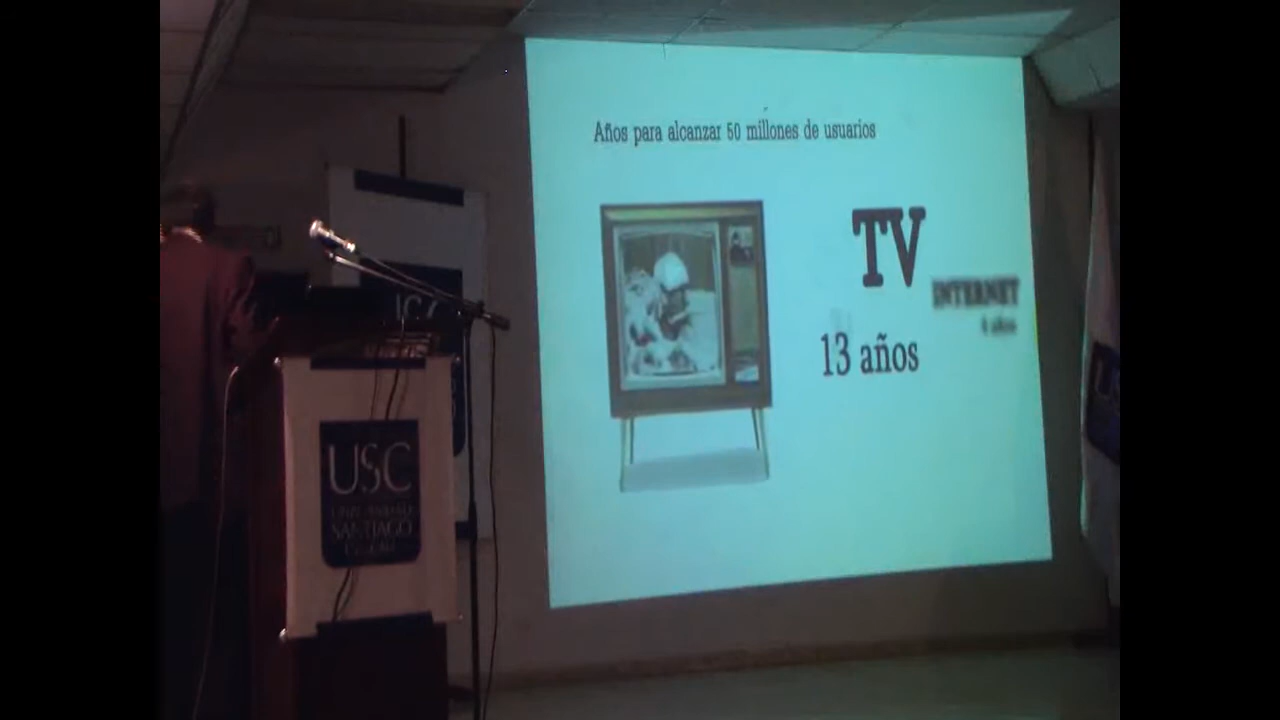 Años para alcanzar 50 millones de usuarios
TV
INTERNET
13 años
USC
SANTIAGO